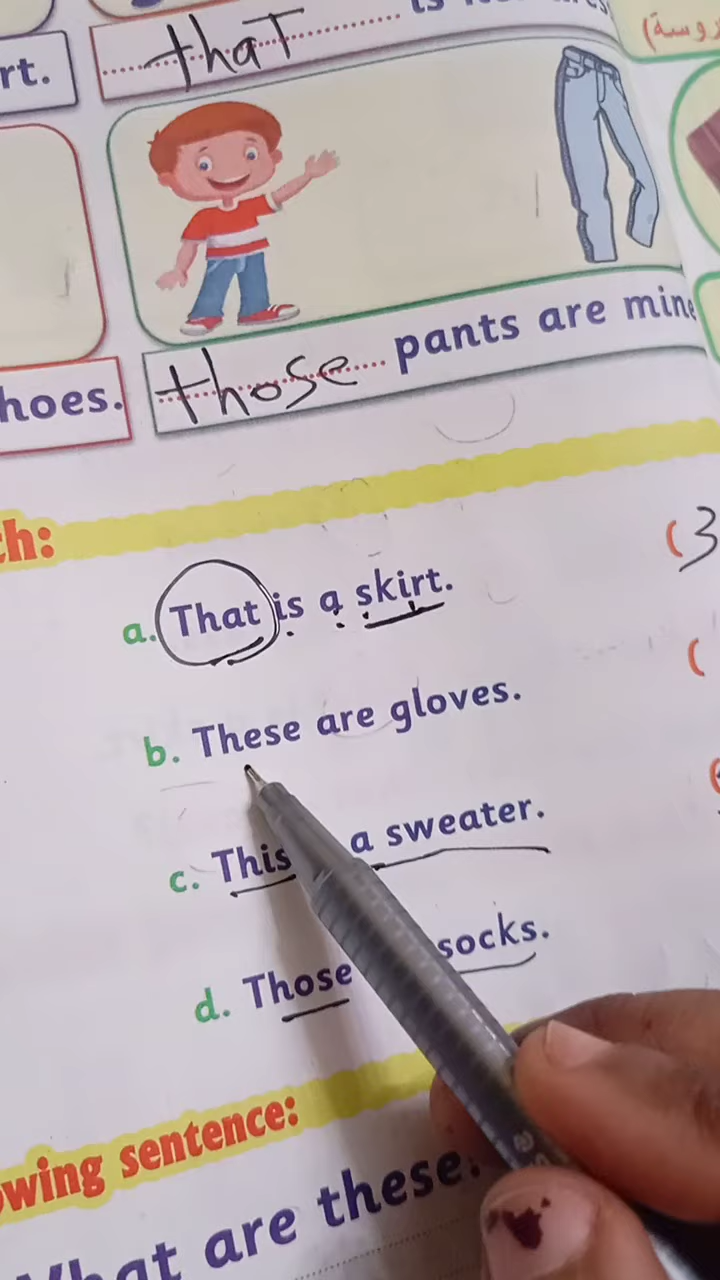 that is
rt.
(روسة
those pants are mine
hoes.
ch:
a. That is a skirt. (3
b. These are gloves. (
c. This a sweater. (
d. Those socks.
owing sentence:
What are these